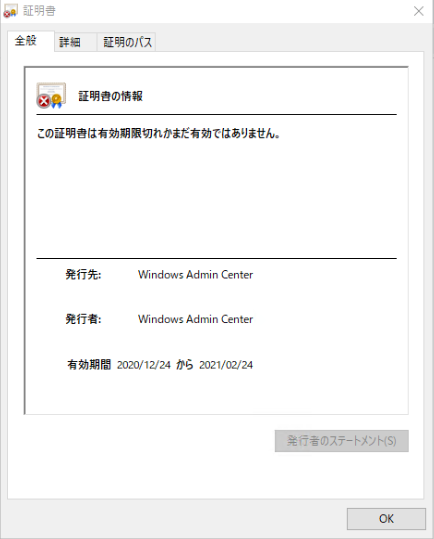 証明書
全般
詳細
証明のパス
証明書の情報
この証明書は有効期限切れかまだ有効ではありません。
発行先: Windows Admin Center
発行者: Windows Admin Center
有効期間 2020/12/24 から 2021/02/24
発行者のステートメント(S)
OK